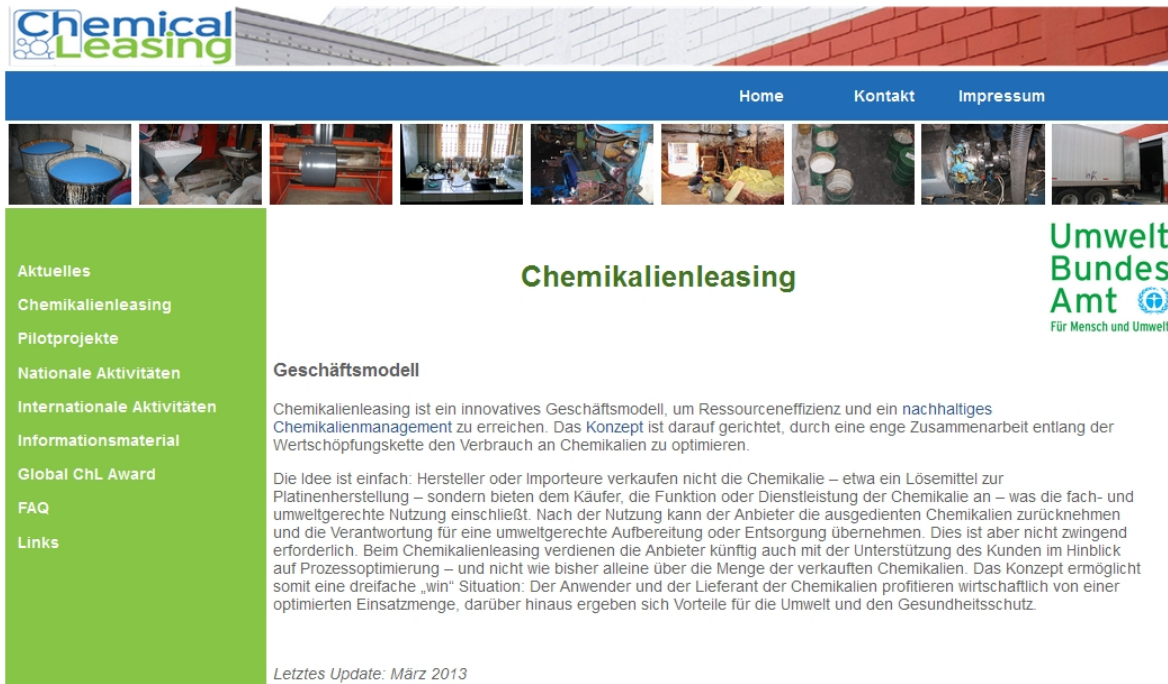 Chemical
Leasing
Home Kontakt Impressum
Aktuelles
Chemikalienleasing
Pilotprojekte
Nationale Aktivitäten
Internationale Aktivitäten
Informationsmaterial
Global ChL Award
FAQ
Links
Chemikalienleasing
Umwelt
Bundes
Amt
Für Mensch und Umwelt
Geschäftsmodell
Chemikalienleasing ist ein innovatives Geschäftsmodell, um Ressourceneffizienz und ein nachhaltiges
Chemikalienmanagement zu erreichen. Das Konzept ist darauf gerichtet, durch eine enge Zusammenarbeit entlang der
Wertschöpfungskette den Verbrauch an Chemikalien zu optimieren.
Die Idee ist einfach: Hersteller oder Importeure verkaufen nicht die Chemikalie – etwa ein Lösemittel zur
Platinenherstellung – sondern bieten dem Käufer, die Funktion oder Dienstleistung der Chemikalie an – was die fach- und
umweltgerechte Nutzung einschließt. Nach der Nutzung kann der Anbieter die ausgedienten Chemikalien zurücknehmen
und die Verantwortung für eine umweltgerechte Aufbereitung oder Entsorgung übernehmen. Dies ist aber nicht zwingend
erforderlich. Beim Chemikalienleasing verdienen die Anbieter künftig auch mit der Unterstützung des Kunden im Hinblick
auf Prozessoptimierung – und nicht wie bisher alleine über die Menge der verkauften Chemikalien. Das Konzept ermöglicht
somit eine dreifache „win“ Situation: Der Anwender und der Lieferant der Chemikalien profitieren wirtschaftlich von einer
optimierten Einsatzmenge, darüber hinaus ergeben sich Vorteile für die Umwelt und den Gesundheitsschutz.
Letztes Update: März 2013